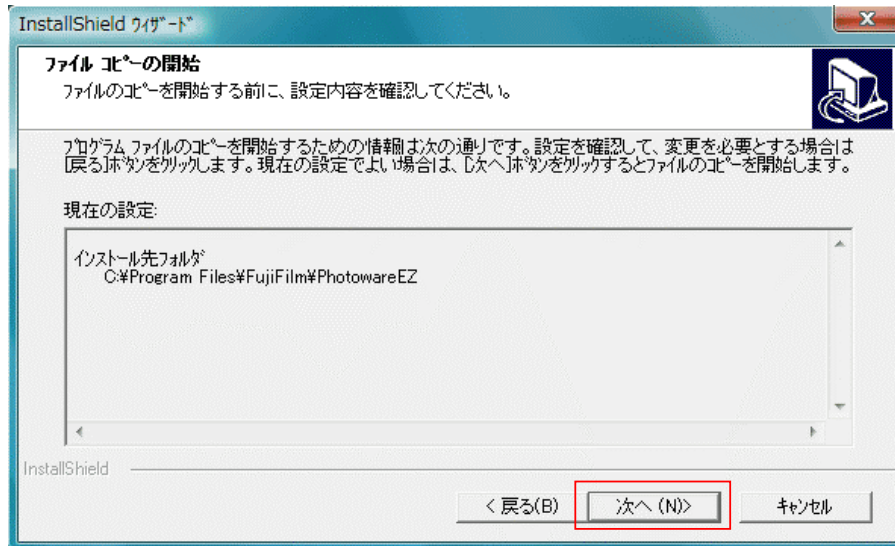 InstallShield ｳｨｻﾞｰﾄﾞ
ﾌｧｲﾙ ｺﾋﾟｰの開始
ﾌｧｲﾙのｺﾋﾟｰを開始する前に、設定内容を確認してください。
ﾌﾟﾛｸﾞﾗﾑ ﾌｧｲﾙのｺﾋﾟｰを開始するための情報は次の通りです。設定を確認して、変更を必要とする場合は
[戻る]ﾎﾞﾀﾝをｸﾘｯｸします。現在の設定でよい場合は、[次へ]ﾎﾞﾀﾝをｸﾘｯｸするとﾌｧｲﾙのｺﾋﾟｰを開始します。
現在の設定:
ｲﾝｽﾄｰﾙ先ﾌｫﾙﾀﾞ
C:¥Program Files¥FujiFilm¥PhotowareEZ
InstallShield
< 戻る(B)
次へ (N)>
ｷｬﾝｾﾙ